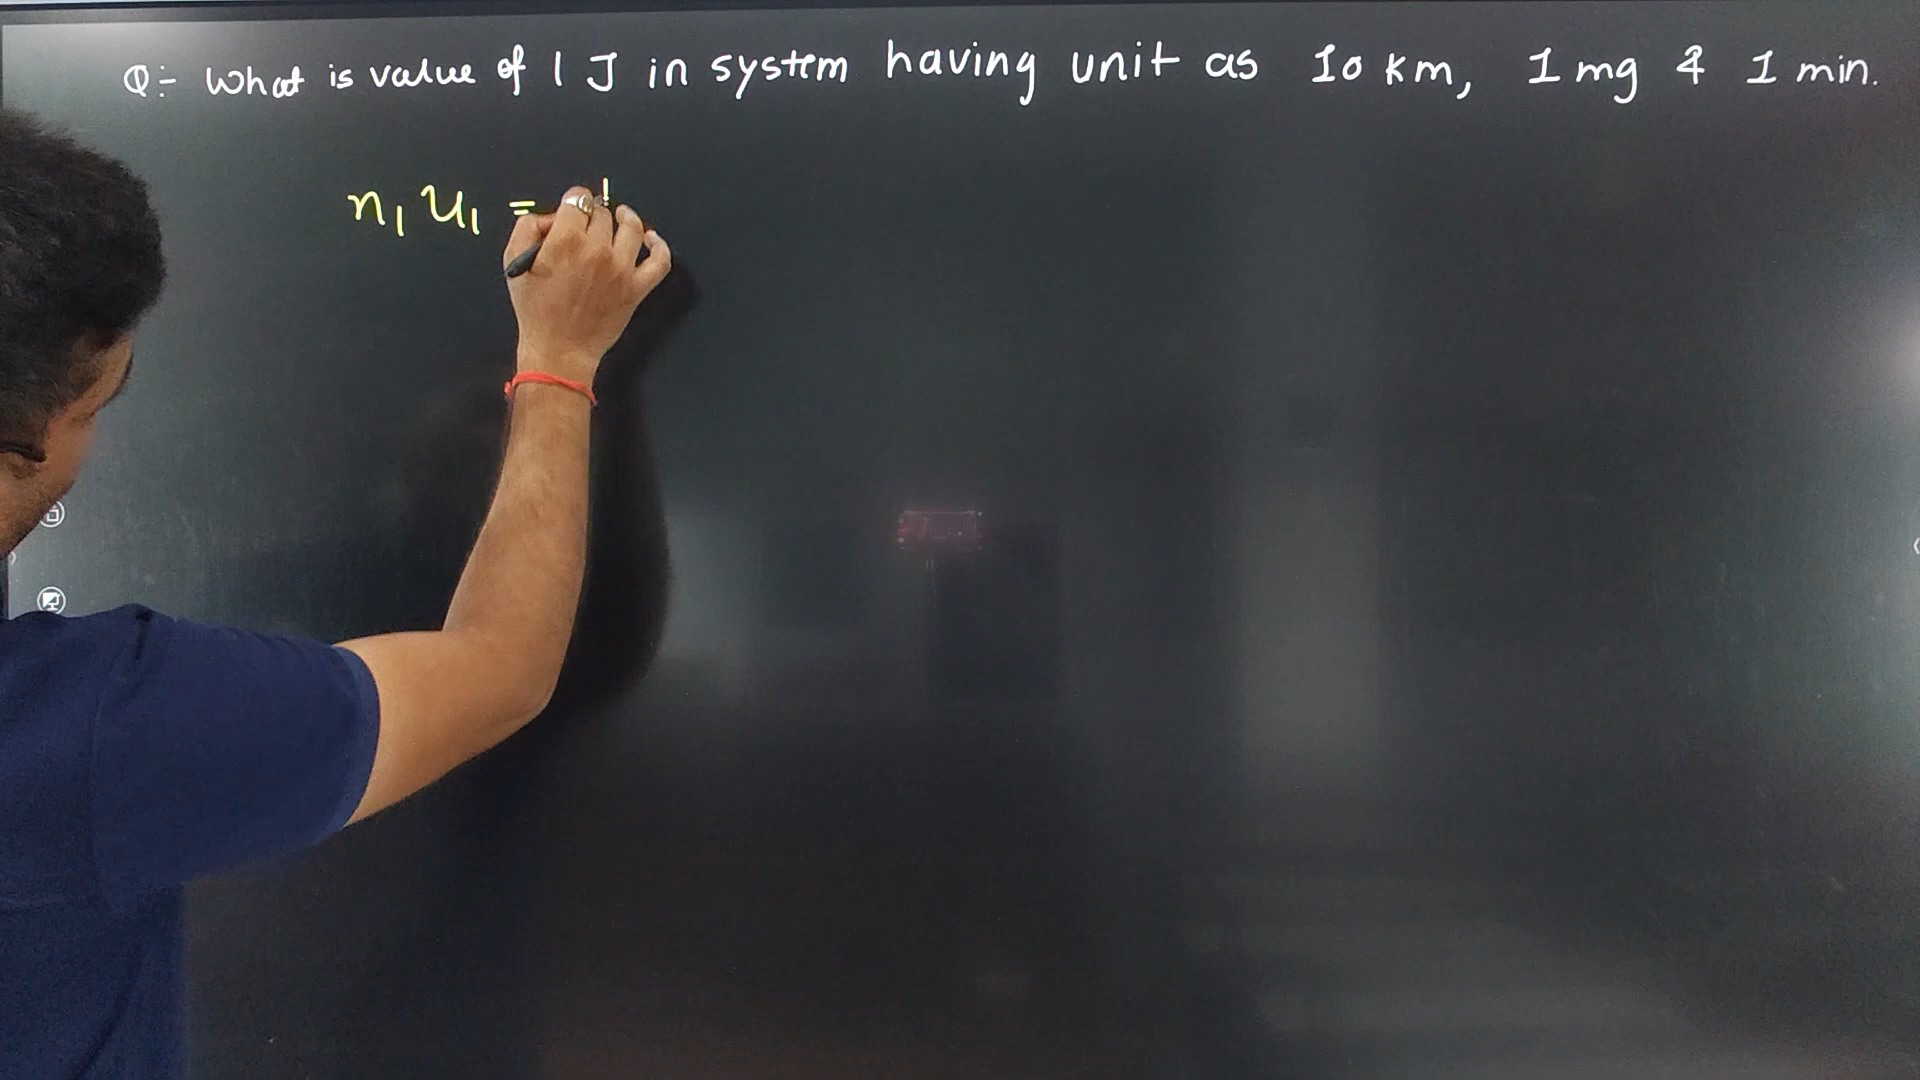 Q:- What is value of 1 J in system having unit as 10 km, 1 mg & 1 min.
n₁ u₁ =